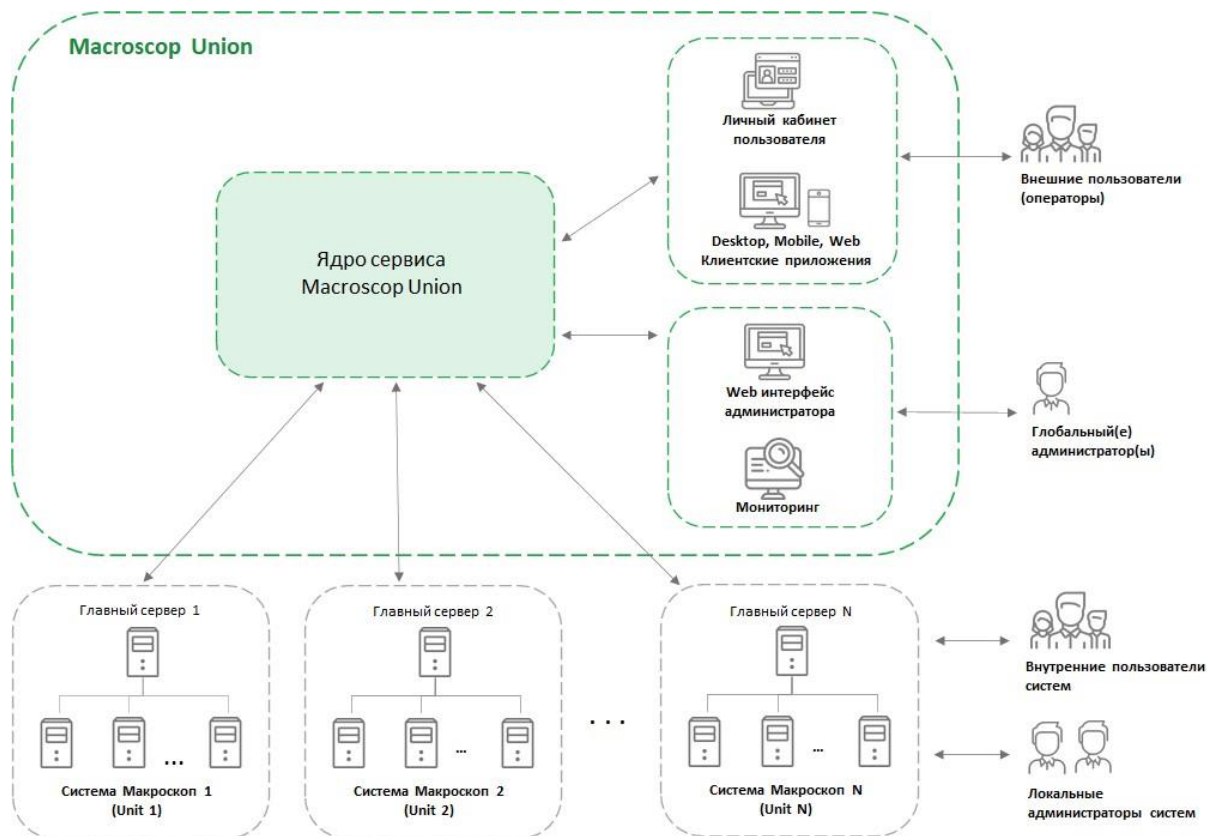 Macroscop Union
Личный кабинет
пользователя
Desktop, Mobile, Web
Клиентские приложения
Внешние пользователи
(операторы)
Ядро сервиса
Macroscop Union
Web интерфейс
администратора
Мониторинг
Глобальный(е)
администратор(ы)
Главный сервер 1
...
Система Макроскоп 1
(Unit 1)
Главный сервер 2
...
Система Макроскоп 2
(Unit 2)
. . .
Главный сервер N
...
Система Макроскоп N
(Unit N)
Внутренние пользователи
систем
Локальные
администраторы систем